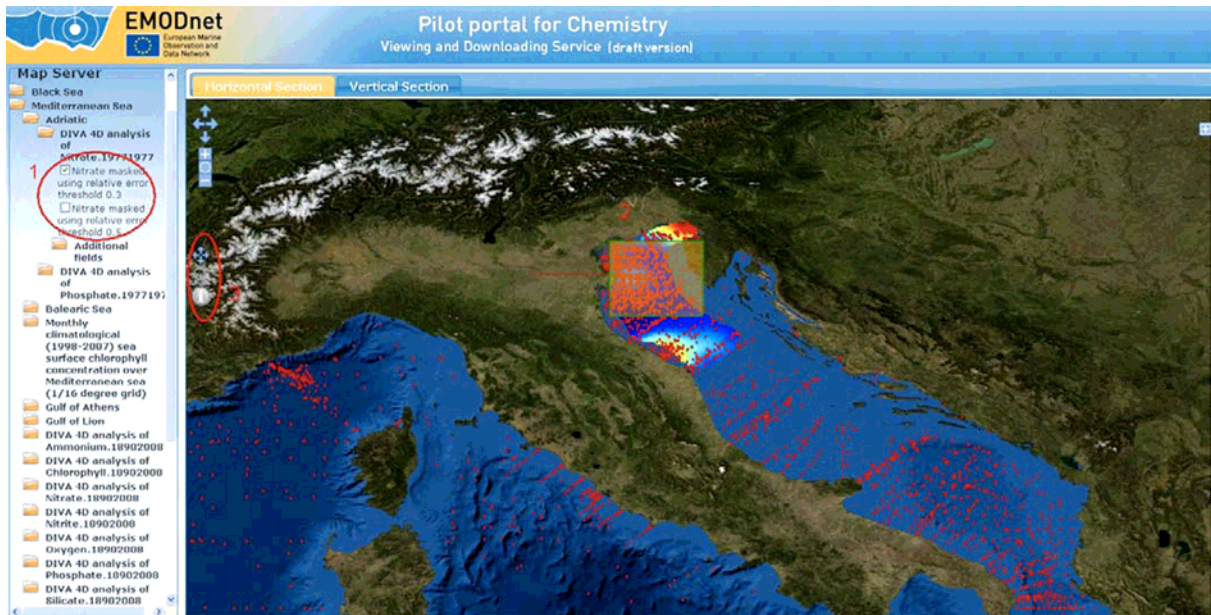 EMODnet
European Marine
Observation and
Data Network
Pilot portal for Chemistry
Viewing and Downloading Service (draft version)
Map Server
Horizontal Section
Vertical Section
Black Sea
Mediterranean Sea
Adriatic
DIVA 4D analysis
of
Nitrate.19771977
1
Nitrate masked
using relative error
threshold 0.3
Nitrate masked
using relative error
threshold 0.5
Additional
fields
DIVA 4D analysis
of
Phosphate.1977197
Balearic Sea
Monthly
climatological
(1998-2007) sea
surface chlorophyll
concentration over
Mediterranean sea
(1/16 degree grid)
Gulf of Athens
Gulf of Lion
DIVA 4D analysis of
Ammonium.18902008
DIVA 4D analysis of
Chlorophyll.18902008
DIVA 4D analysis of
Nitrate.18902008
DIVA 4D analysis of
Nitrite.18902008
DIVA 4D analysis of
Oxygen.18902008
DIVA 4D analysis of
Phosphate.18902008
DIVA 4D analysis of
Silicate.18902008
2
3